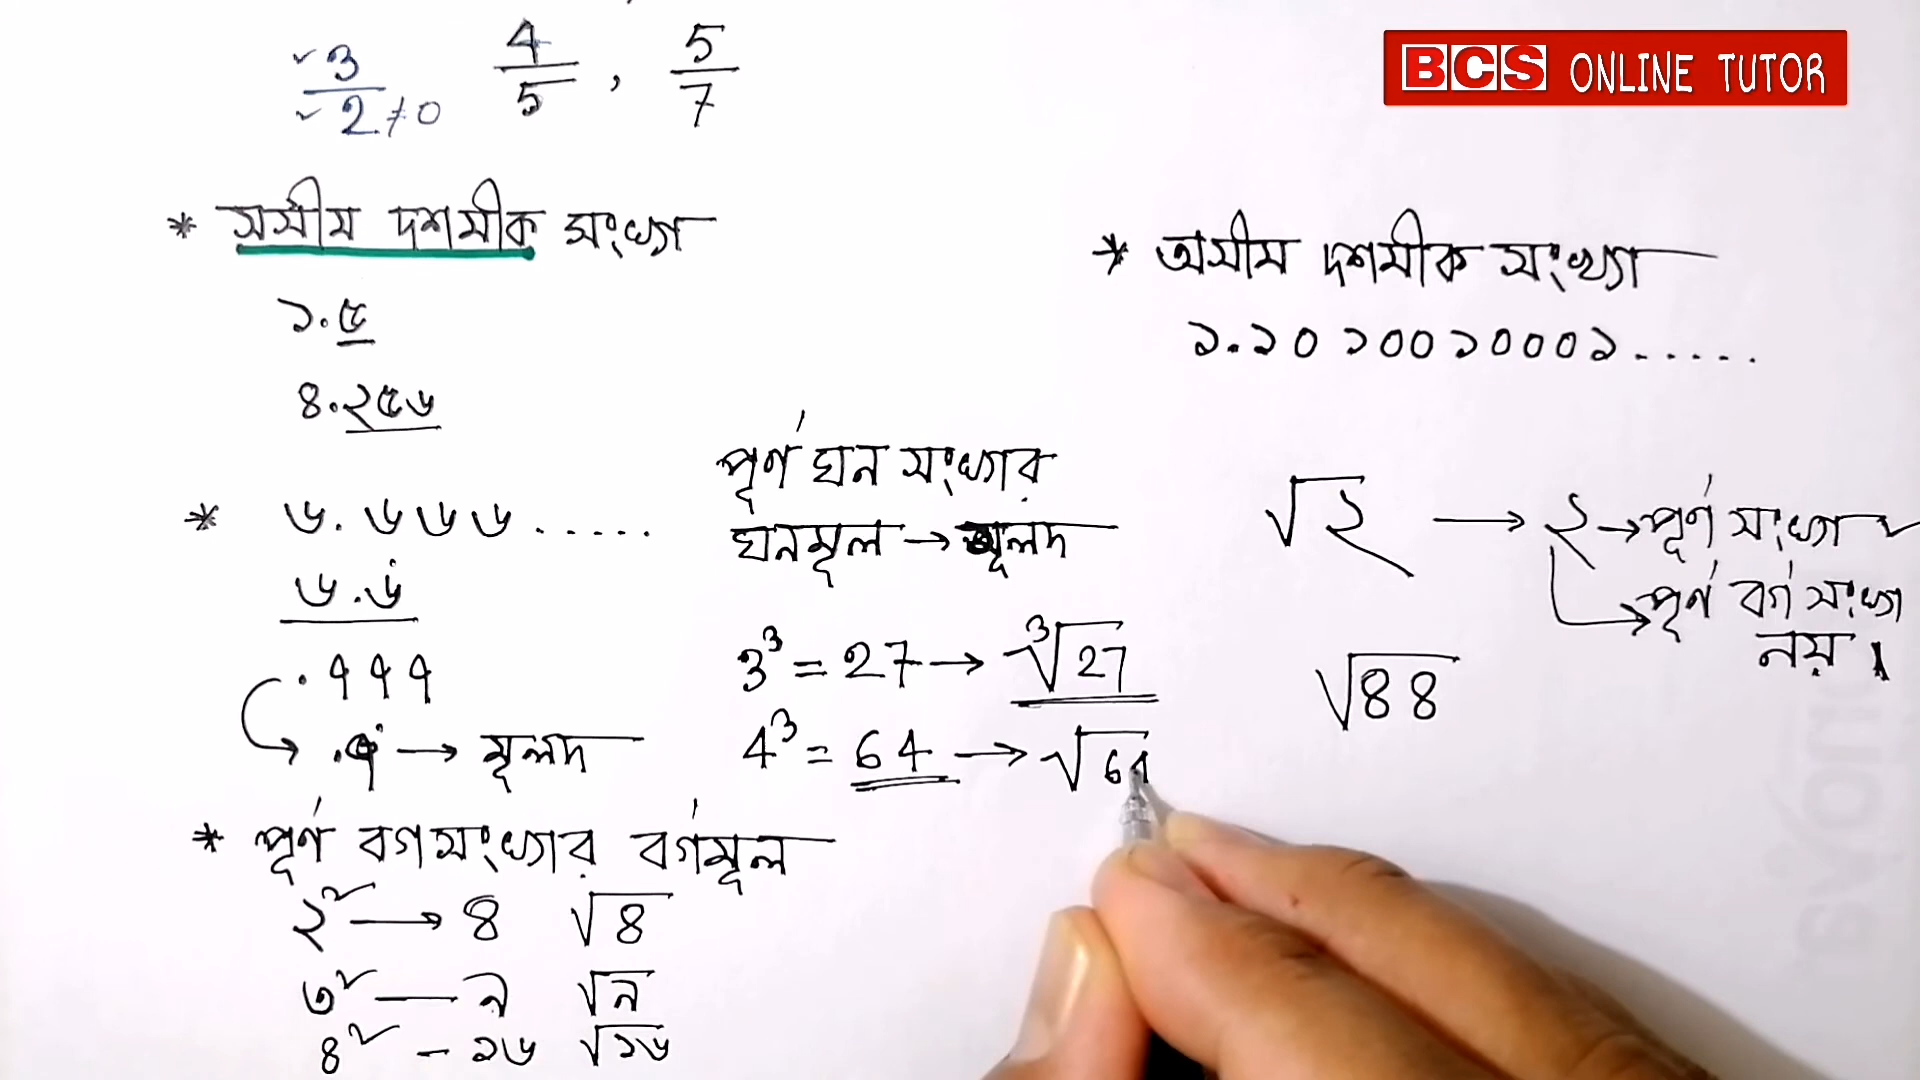 BCS ONLINE TUTOR
3/2 ≠ 0   4/5 ,   5/7
* সসীম দশমীক সংখ্যা
১.৫
৪.২৫৬
* ৬.৬৬৬.....
৬.৬̇
.৭৭৭
.৭̇ → মূলদ
* পূর্ণ বর্গসংখ্যার বর্গমূল
২² → ৪   √৪
৩² — ৯   √৯
৪² – ১৬   √১৬
পূর্ণ ঘন সংখ্যার
ঘনমূল → মূলদ
3³ = 27 → ³√27
4³ = 64 → √64
* অসীম দশমীক সংখ্যা
১.১০১০০১০০০১.....
√২ → ২ → পূর্ণ সংখ্যা
→ পূর্ণ বর্গ সংখ্যা
নয়।
√৪৪